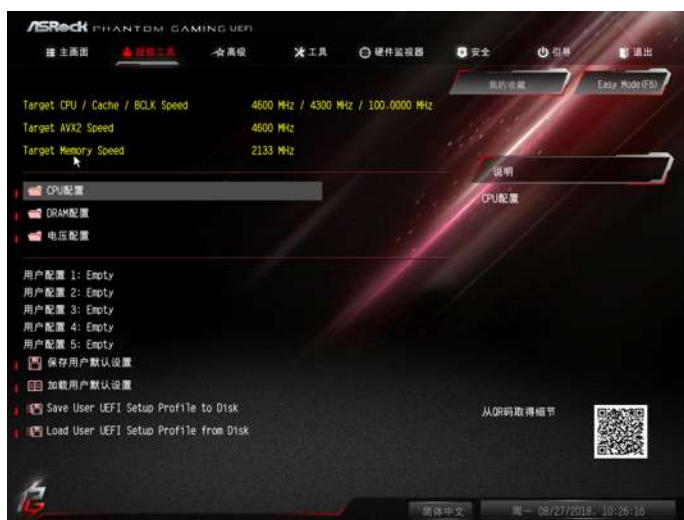 ASRock PHANTOM GAMING UEFI
主画面 超频工具 高级 工具 硬件监视器 安全 引导 退出
我的收藏 Easy Mode(F6)
Target CPU / Cache / BCLK Speed 4600 MHz / 4300 MHz / 100.0000 MHz
Target AVX2 Speed 4600 MHz
Target Memory Speed 2133 MHz
说明
CPU配置
CPU配置
DRAM配置
电压配置
用户配置 1: Empty
用户配置 2: Empty
用户配置 3: Empty
用户配置 4: Empty
用户配置 5: Empty
保存用户默认设置
加载用户默认设置
Save User UEFI Setup Profile to Disk
从QR码取得细节
Load User UEFI Setup Profile from Disk
简体中文 周一 08/27/2018, 10:26:16